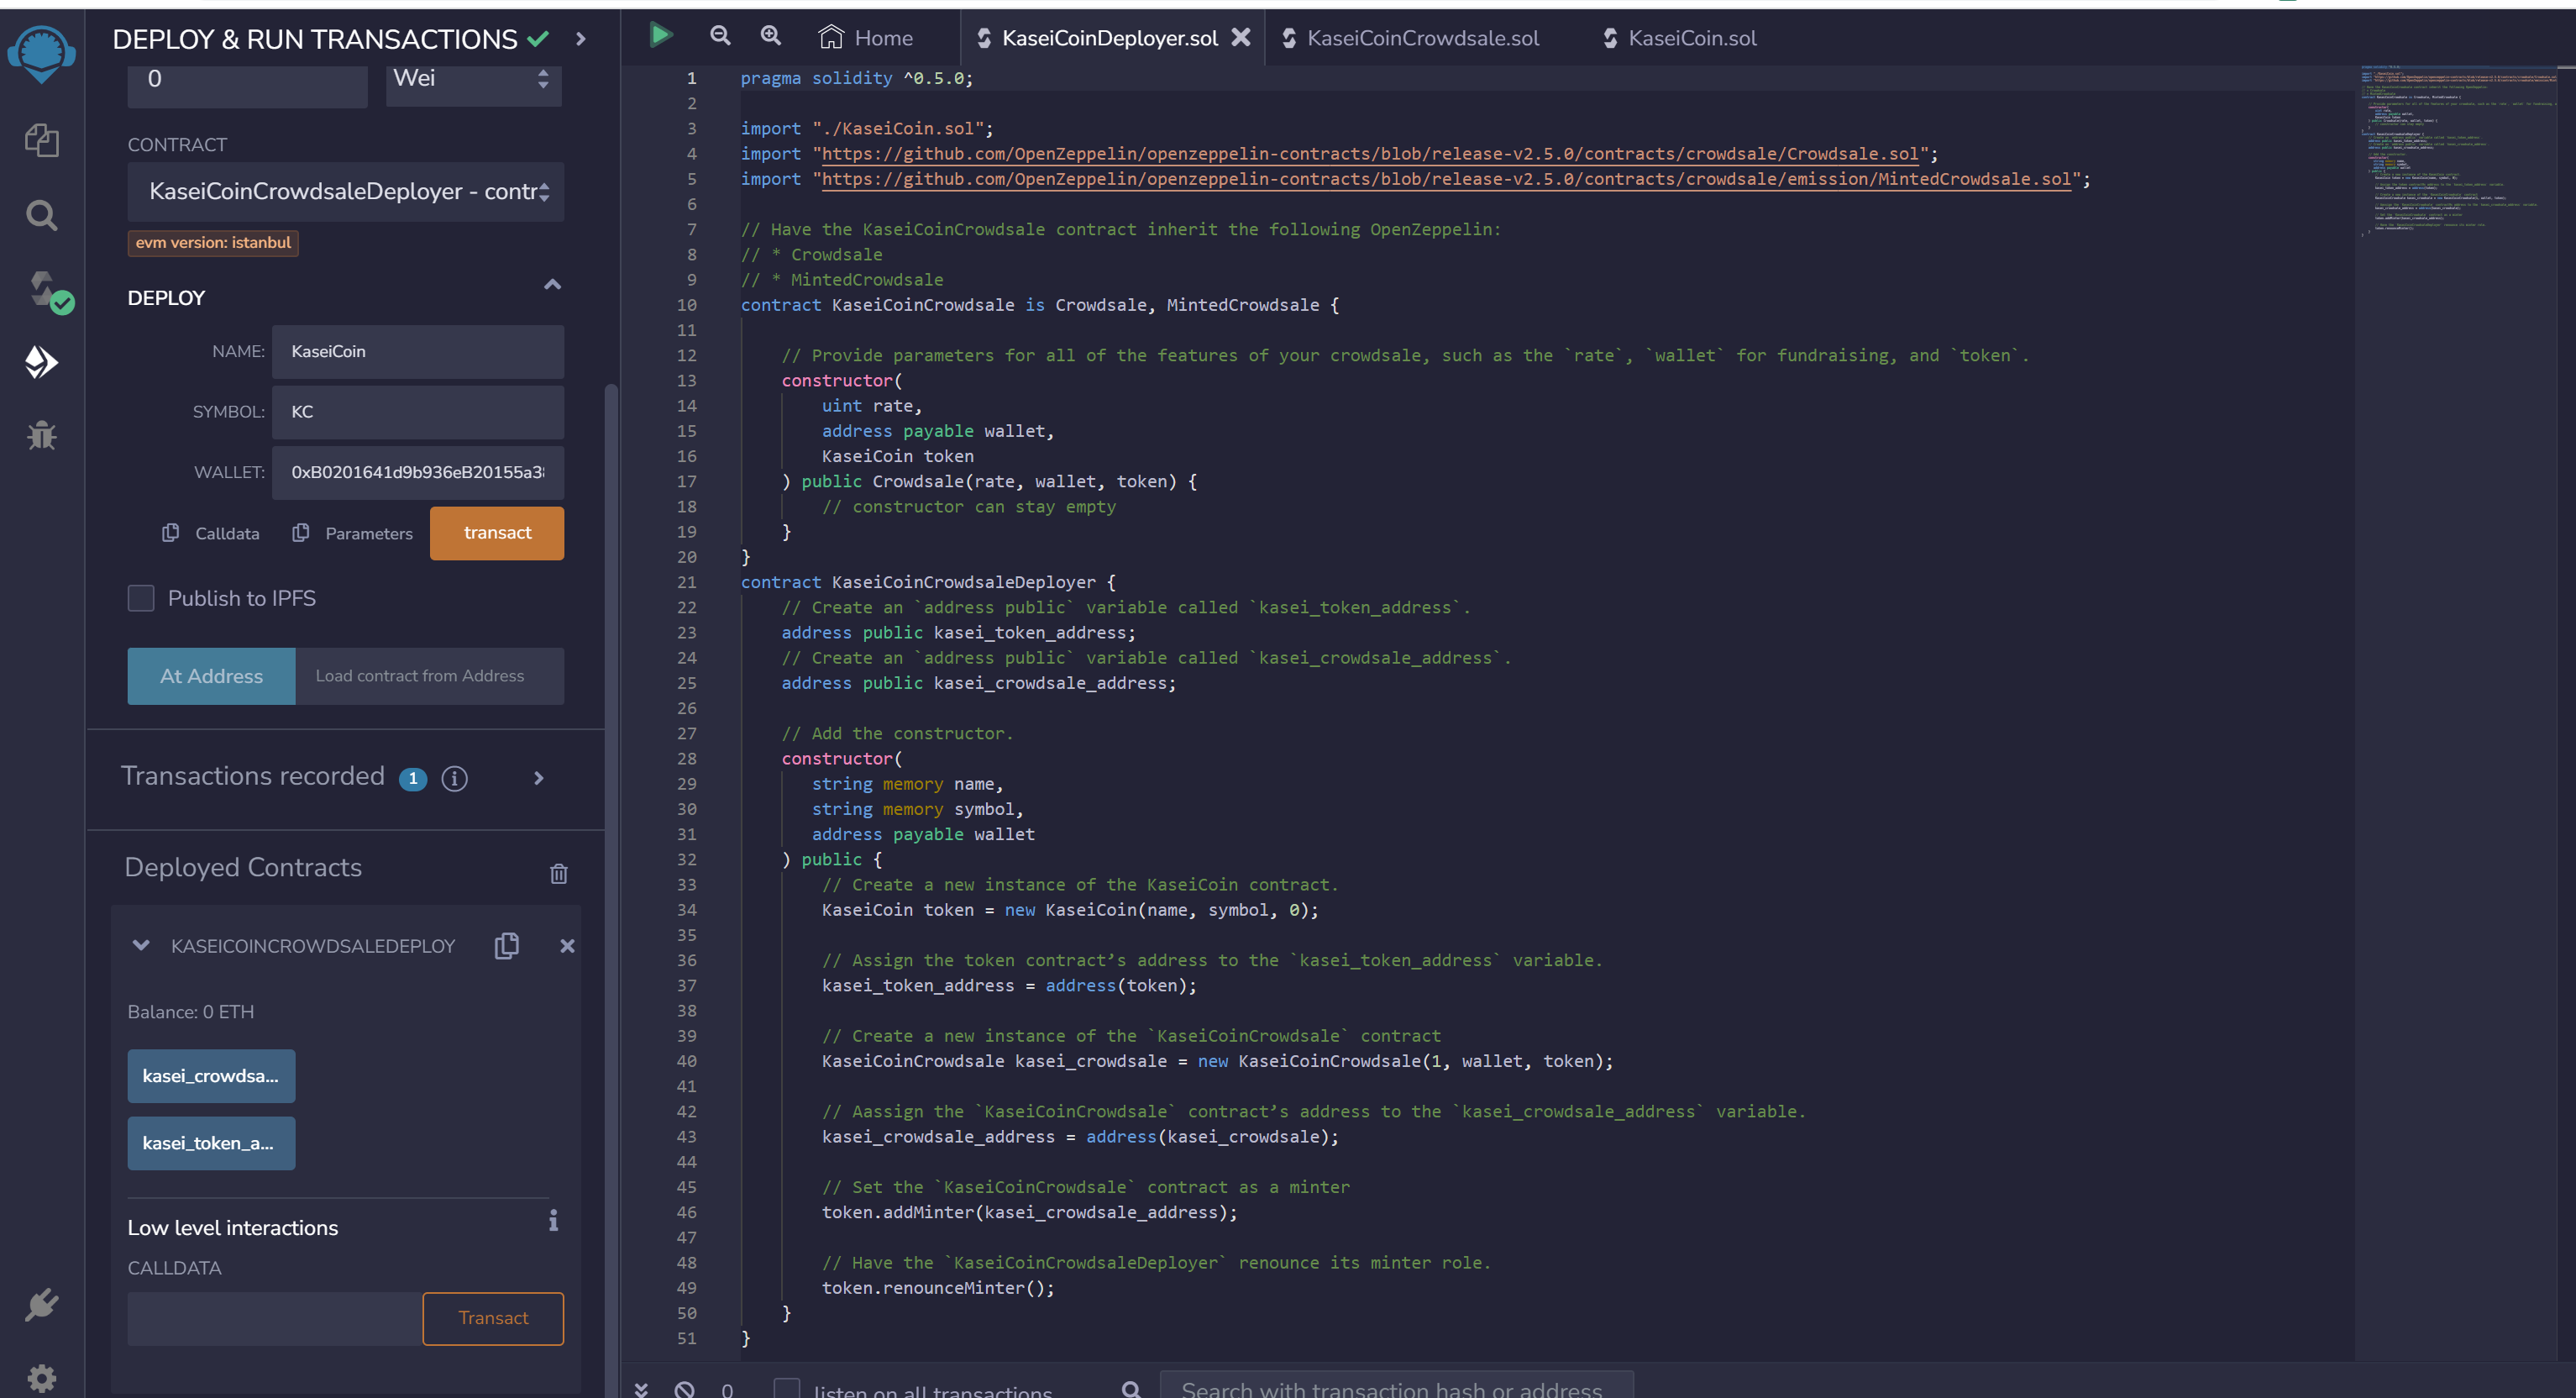 DEPLOY & RUN TRANSACTIONS
0
Wei
CONTRACT
KaseiCoinCrowdsaleDeployer - contr
evm version: istanbul
DEPLOY
NAME:
KaseiCoin
SYMBOL:
KC
WALLET:
0xB0201641d9b936eB20155a3
Calldata
Parameters
transact
Publish to IPFS
At Address
Load contract from Address
Transactions recorded 1 i
Deployed Contracts
KASEICOINCROWDSALEDEPLOY
Balance: 0 ETH
kasei_crowdsa...
kasei_token_a...
Low level interactions i
CALLDATA
Transact
Home
KaseiCoinDeployer.sol
KaseiCoinCrowdsale.sol
KaseiCoin.sol
1 pragma solidity ^0.5.0;
2
3 import "./KaseiCoin.sol";
4 import "https://github.com/OpenZeppelin/openzeppelin-contracts/blob/release-v2.5.0/contracts/crowdsale/Crowdsale.sol";
5 import "https://github.com/OpenZeppelin/openzeppelin-contracts/blob/release-v2.5.0/contracts/crowdsale/emission/MintedCrowdsale.sol";
6
7 // Have the KaseiCoinCrowdsale contract inherit the following OpenZeppelin:
8 // * Crowdsale
9 // * MintedCrowdsale
10 contract KaseiCoinCrowdsale is Crowdsale, MintedCrowdsale {
11
12 // Provide parameters for all of the features of your crowdsale, such as the `rate`, `wallet` for fundraising, and `token`.
13 constructor(
14 uint rate,
15 address payable wallet,
16 KaseiCoin token
17 ) public Crowdsale(rate, wallet, token) {
18 // constructor can stay empty
19 }
20 }
21 contract KaseiCoinCrowdsaleDeployer {
22 // Create an `address public` variable called `kasei_token_address`.
23 address public kasei_token_address;
24 // Create an `address public` variable called `kasei_crowdsale_address`.
25 address public kasei_crowdsale_address;
26
27 // Add the constructor.
28 constructor(
29 string memory name,
30 string memory symbol,
31 address payable wallet
32 ) public {
33 // Create a new instance of the KaseiCoin contract.
34 KaseiCoin token = new KaseiCoin(name, symbol, 0);
35
36 // Assign the token contract’s address to the `kasei_token_address` variable.
37 kasei_token_address = address(token);
38
39 // Create a new instance of the `KaseiCoinCrowdsale` contract
40 KaseiCoinCrowdsale kasei_crowdsale = new KaseiCoinCrowdsale(1, wallet, token);
41
42 // Aassign the `KaseiCoinCrowdsale` contract’s address to the `kasei_crowdsale_address` variable.
43 kasei_crowdsale_address = address(kasei_crowdsale);
44
45 // Set the `KaseiCoinCrowdsale` contract as a minter
46 token.addMinter(kasei_crowdsale_address);
47
48 // Have the `KaseiCoinCrowdsaleDeployer` renounce its minter role.
49 token.renounceMinter();
50 }
51 }
0
listen on all transactions
Search with transaction hash or address